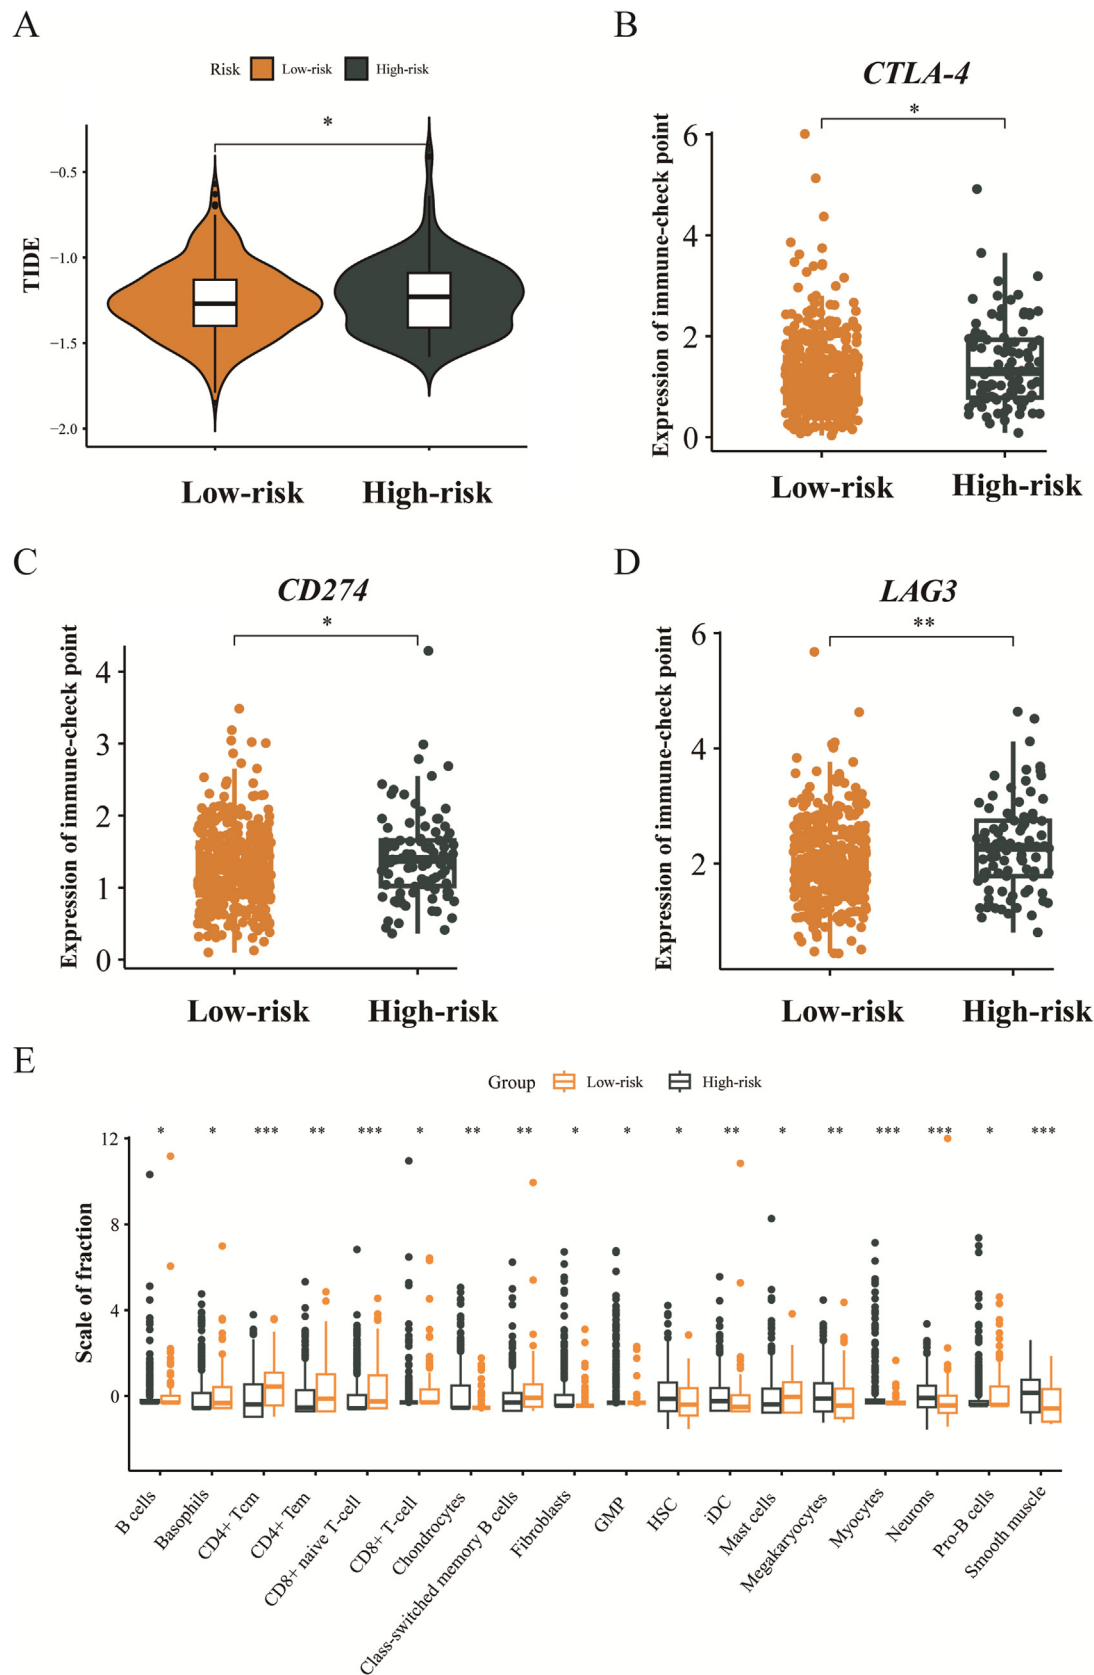 A
Risk Low-risk High-risk
*
TIDE
−0.5
−1.0
−1.5
−2.0
Low-risk High-risk
B
CTLA-4
*
Expression of immune-check point
6
4
2
0
Low-risk High-risk
C
CD274
*
Expression of immune-check point
4
3
2
1
0
Low-risk High-risk
D
LAG3
**
Expression of immune-check point
6
4
2
Low-risk High-risk
E
Group Low-risk High-risk
* * *** ** *** * ** ** * * * ** * ** *** *** * ***
Scale of fraction
12
8
4
0
B cells
Basophils
CD4+ Tcm
CD4+ Tem
CD8+ naive T-cell
CD8+ T-cell
Chondrocytes
Class-switched memory B cells
Fibroblasts
GMP
HSC
iDC
Mast cells
Megakaryocytes
Myocytes
Neurons
Pro-B cells
Smooth muscle